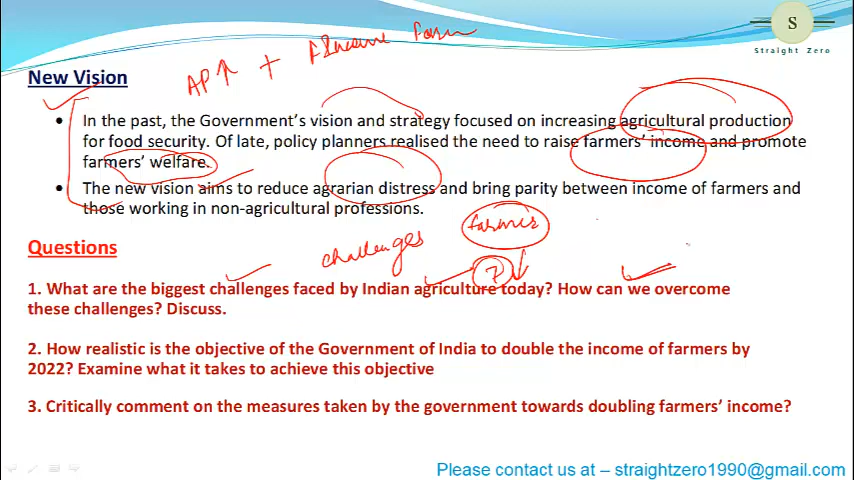 S
Straight Zero
AP↑ + Income Farm
New Vision
• In the past, the Government's vision and strategy focused on increasing agricultural production
for food security. Of late, policy planners realised the need to raise farmers' income and promote
farmers' welfare.
• The new vision aims to reduce agrarian distress and bring parity between income of farmers and
those working in non-agricultural professions.
farmer
challenges
Questions
7
1. What are the biggest challenges faced by Indian agriculture today? How can we overcome
these challenges? Discuss.
2. How realistic is the objective of the Government of India to double the income of farmers by
2022? Examine what it takes to achieve this objective
3. Critically comment on the measures taken by the government towards doubling farmers' income?
Please contact us at – straightzero1990@gmail.com